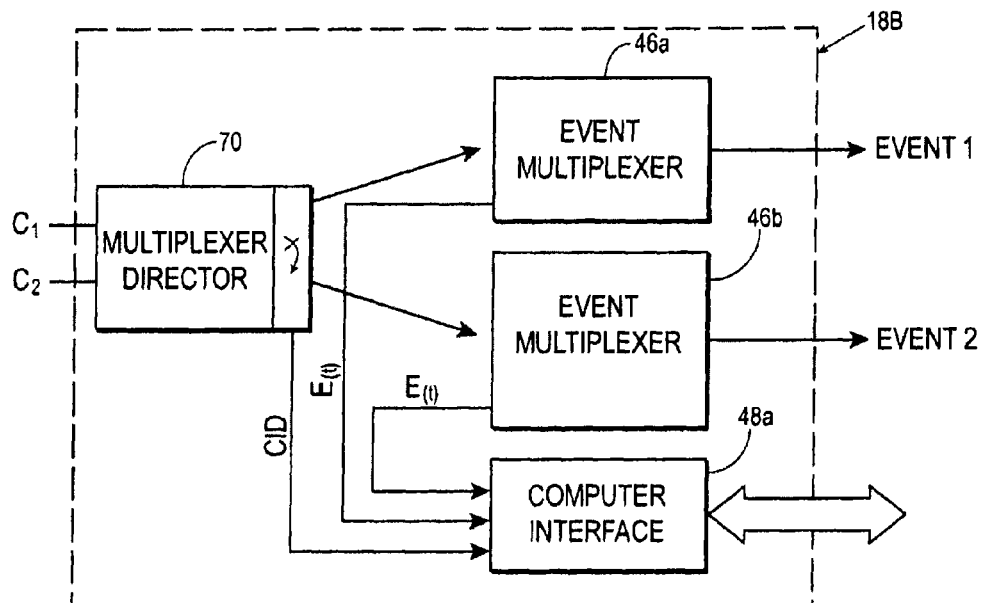 18B
46a
EVENT
MULTIPLEXER
EVENT 1
70
C₁
C₂
MULTIPLEXER
DIRECTOR
46b
EVENT
MULTIPLEXER
EVENT 2
E(t)
E(t)
CID
48a
COMPUTER
INTERFACE